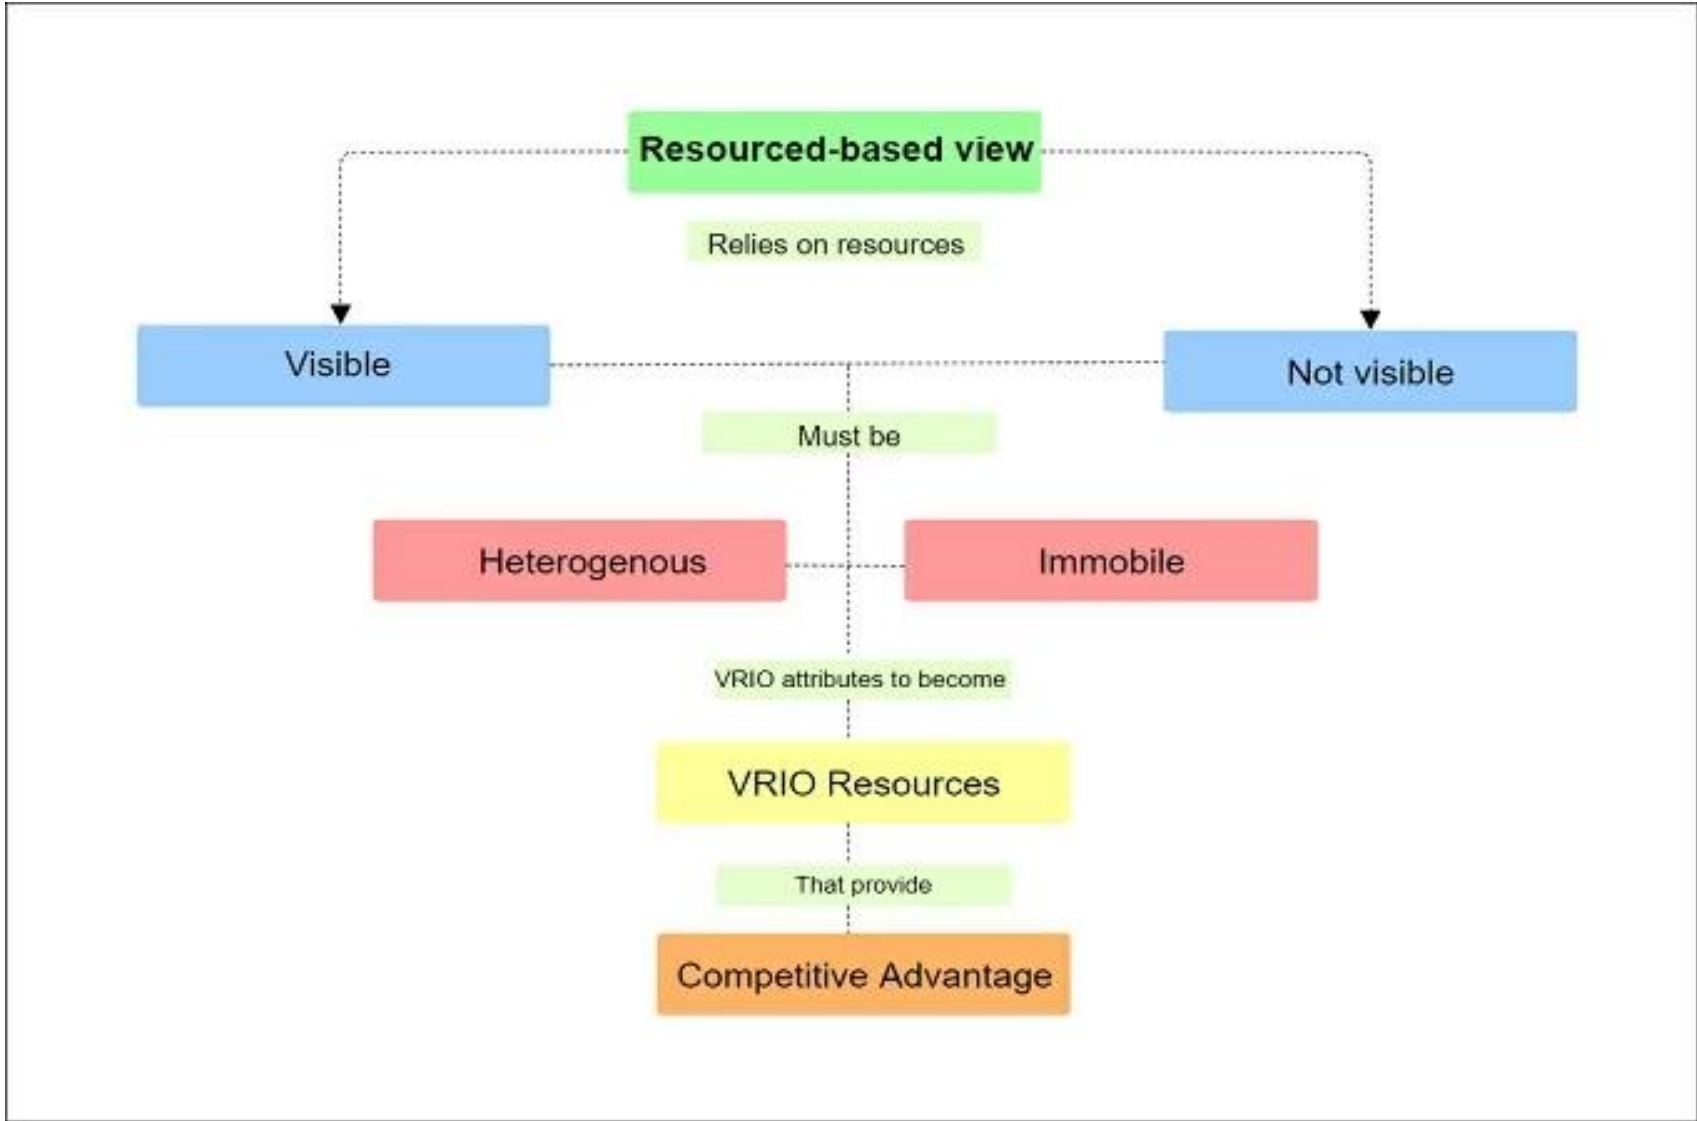 Resourced-based view
Relies on resources
Visible
Not visible
Must be
Heterogenous
Immobile
VRIO attributes to become
VRIO Resources
That provide
Competitive Advantage